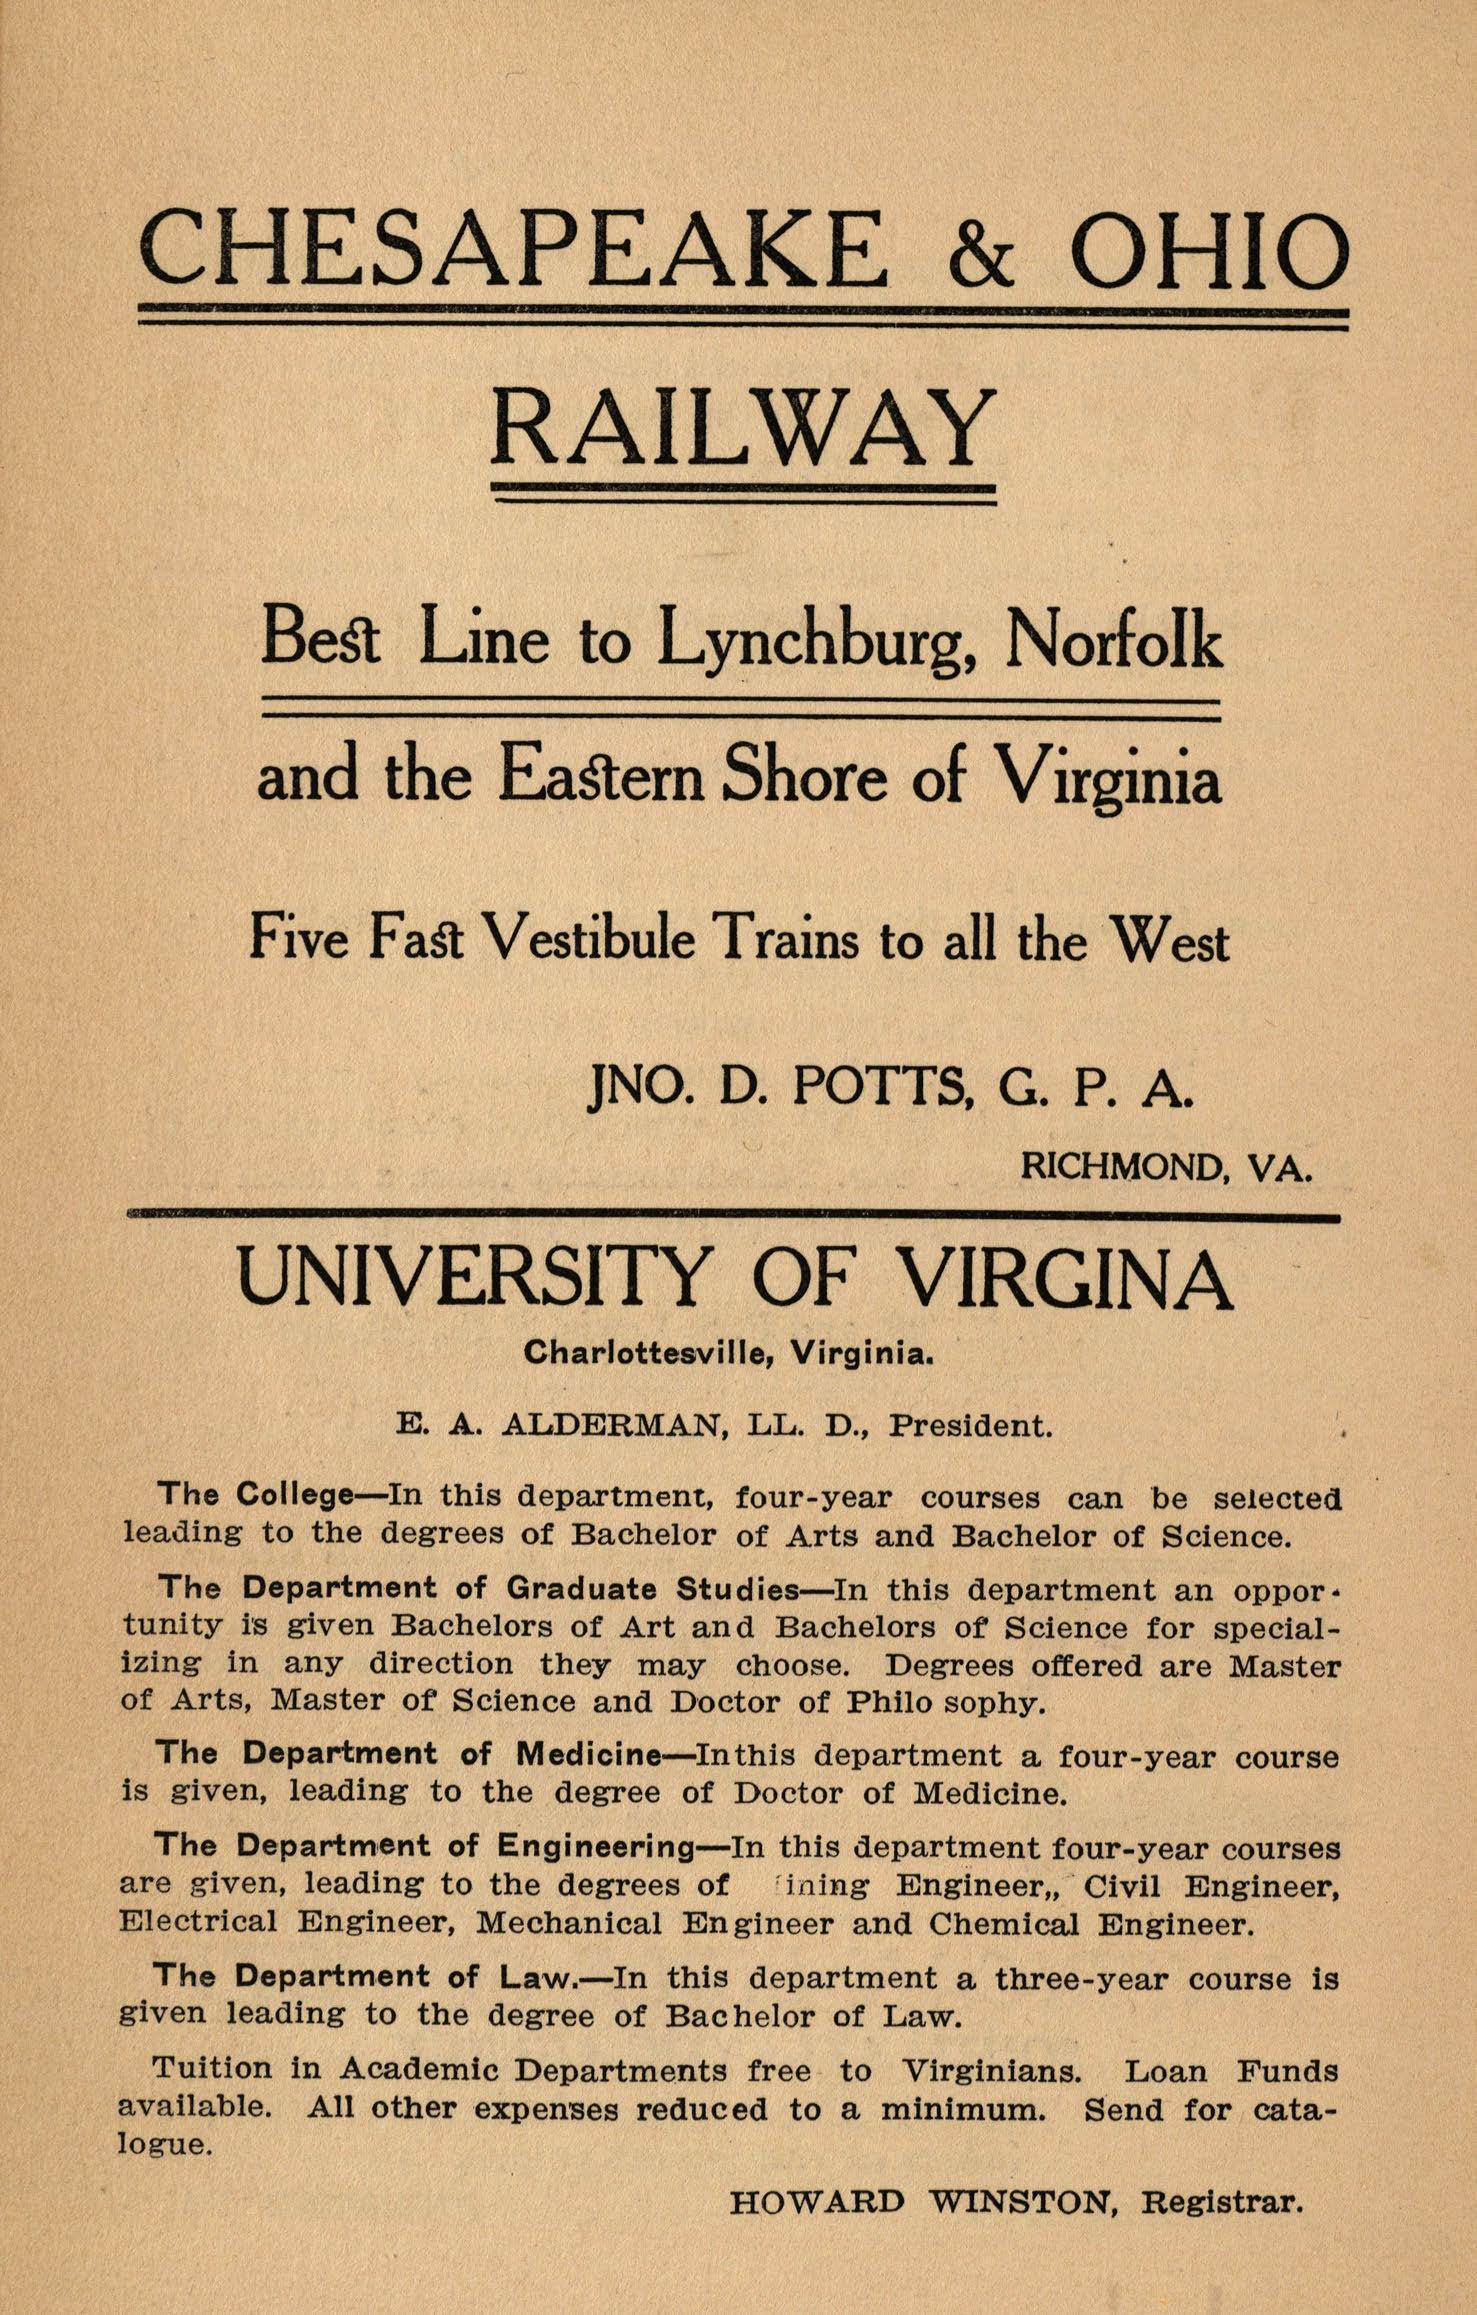 CHESAPEAKE & OHIO
RAILWAY
Best Line to Lynchburg, Norfolk
and the Eastern Shore of Virginia
Five Fast Vestibule Trains to all the West
JNO. D. POTTS, G. P. A.
RICHMOND, VA.
UNIVERSITY OF VIRGINA
Charlottesville, Virginia.
E. A. ALDERMAN, LL. D., President.
The College—In this department, four-year courses can be selected
leading to the degrees of Bachelor of Arts and Bachelor of Science.
The Department of Graduate Studies—In this department an oppor-
tunity is given Bachelors of Art and Bachelors of Science for special-
izing in any direction they may choose. Degrees offered are Master
of Arts, Master of Science and Doctor of Philo sophy.
The Department of Medicine—Inthis department a four-year course
is given, leading to the degree of Doctor of Medicine.
The Department of Engineering—In this department four-year courses
are given, leading to the degrees of ining Engineer,, Civil Engineer,
Electrical Engineer, Mechanical Engineer and Chemical Engineer.
The Department of Law.—In this department a three-year course is
given leading to the degree of Bachelor of Law.
Tuition in Academic Departments free to Virginians. Loan Funds
available. All other expenses reduced to a minimum. Send for cata-
logue.
HOWARD WINSTON, Registrar.